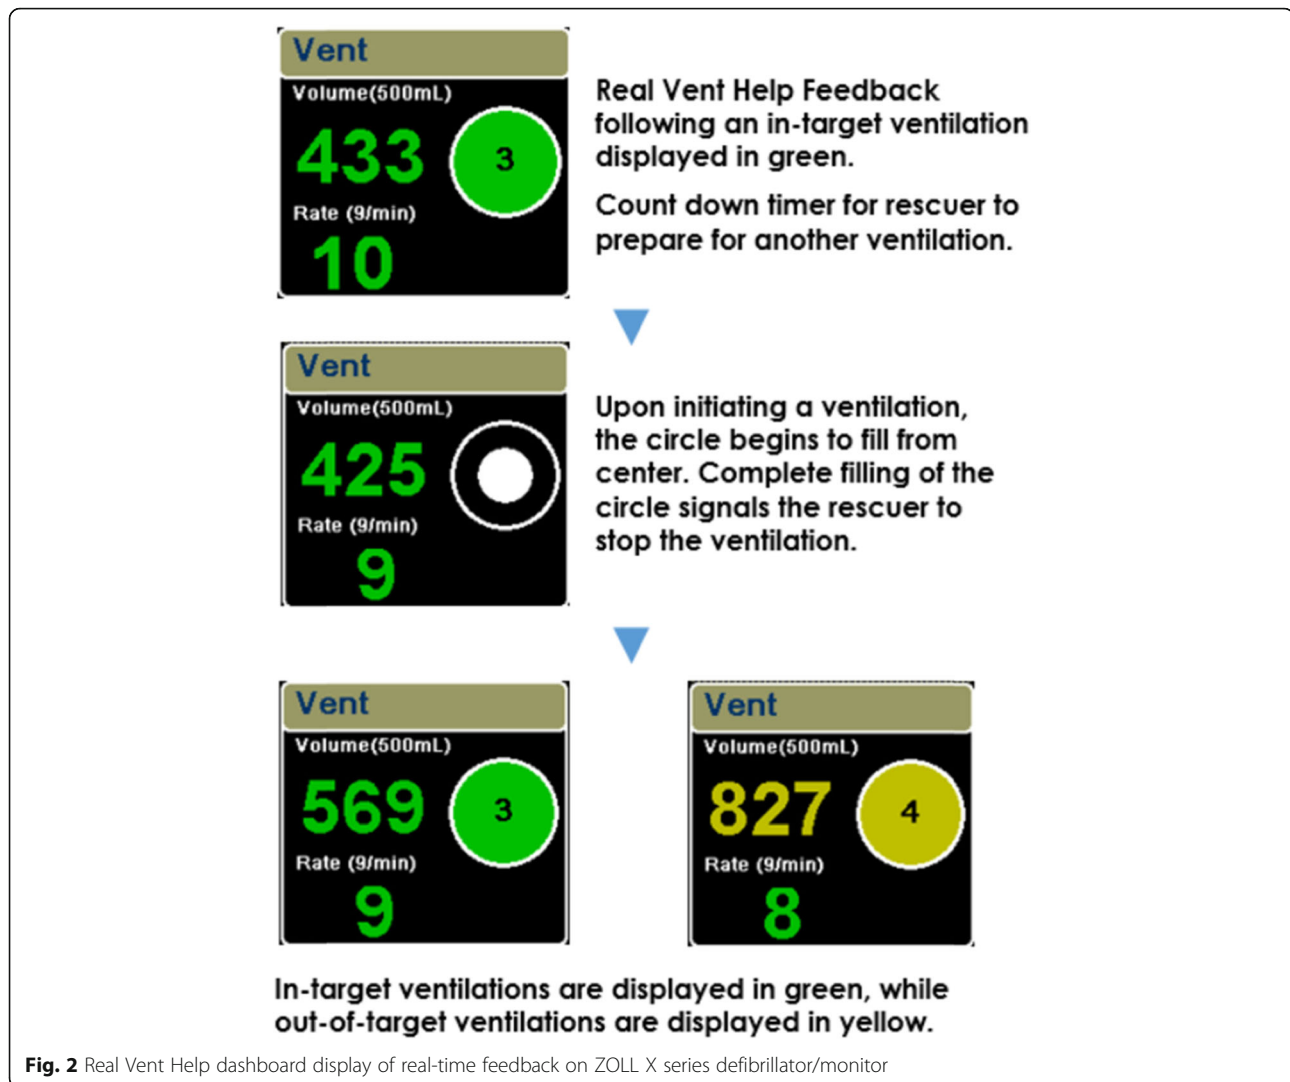 Vent
Volume(500mL)
433
3
Rate (9/min)
10
Real Vent Help Feedback
following an in-target ventilation
displayed in green.
Count down timer for rescuer to
prepare for another ventilation.
Vent
Volume(500mL)
425
Rate (9/min)
9
Upon initiating a ventilation,
the circle begins to fill from
center. Complete filling of the
circle signals the rescuer to
stop the ventilation.
Vent
Volume(500mL)
569
3
Rate (9/min)
9
Vent
Volume(500mL)
827
4
Rate (9/min)
8
In-target ventilations are displayed in green, while
out-of-target ventilations are displayed in yellow.
Fig. 2 Real Vent Help dashboard display of real-time feedback on ZOLL X series defibrillator/monitor